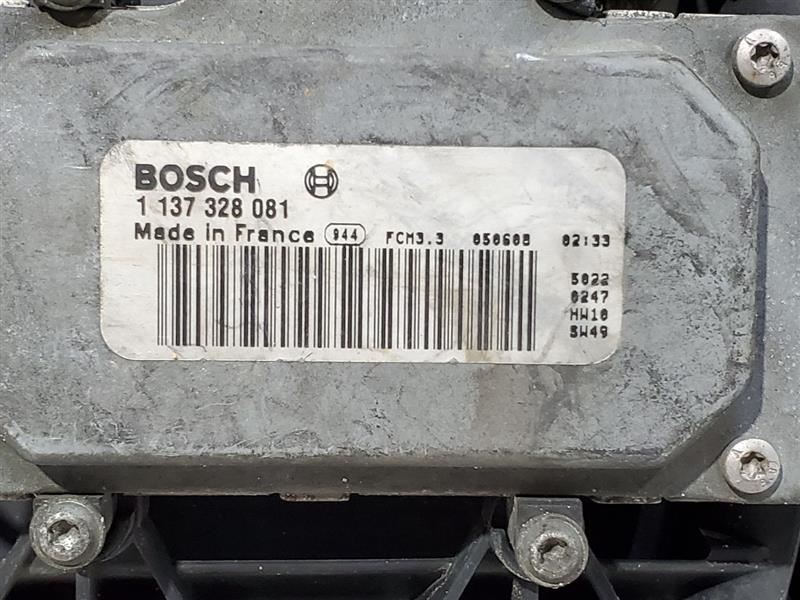 BOSCH
1 137 328 081
Made in France 944 FCM3.3 050608 02:33
5022
0247
HW10
SW49